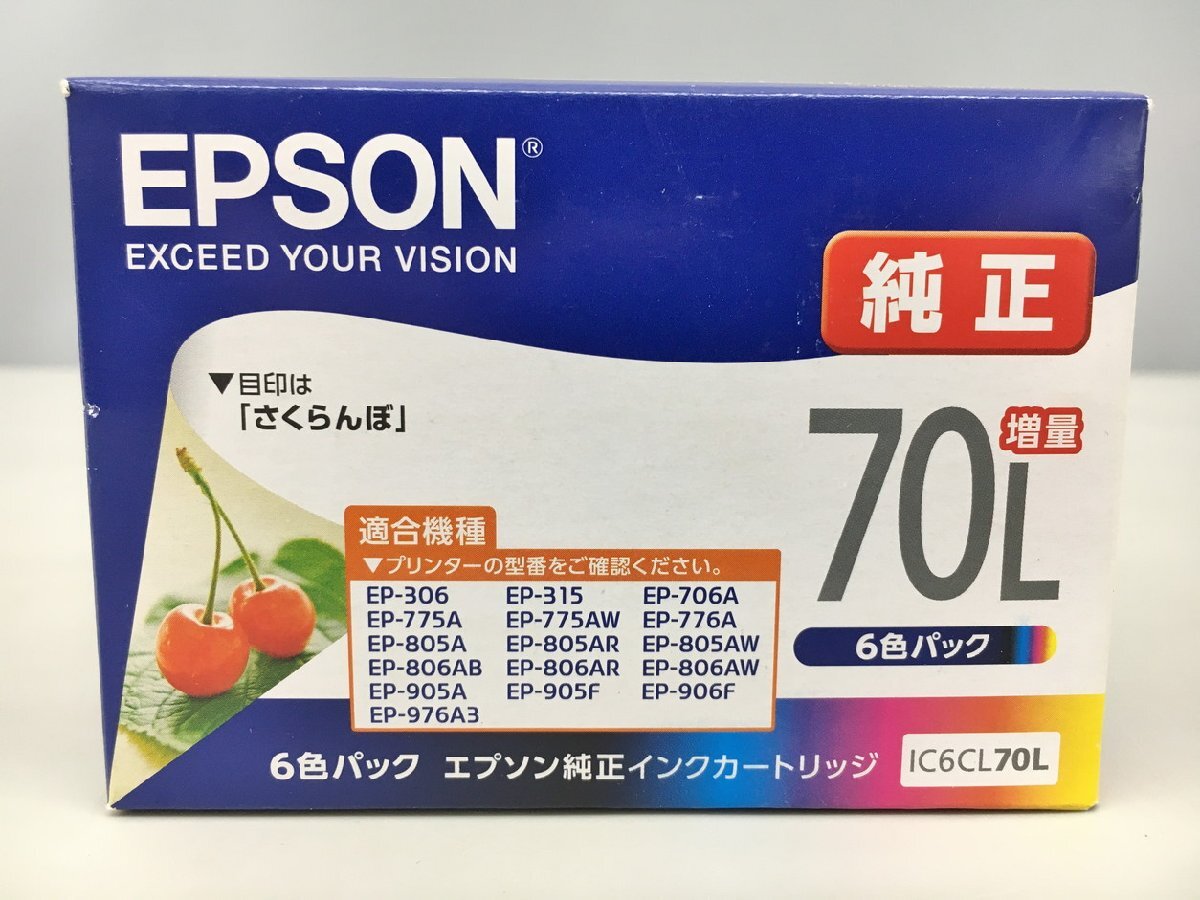 EPSON®
EXCEED YOUR VISION
純正
▼目印は
「さくらんぼ」
70L 増量
適合機種
▼プリンターの型番をご確認ください。
EP-306 EP-315 EP-706A
EP-775A EP-775AW EP-776A
EP-805A EP-805AR EP-805AW
EP-806AB EP-806AR EP-806AW
EP-905A EP-905F EP-906F
EP-976A3
6色パック
6色パック エプソン純正インクカートリッジ IC6CL70L